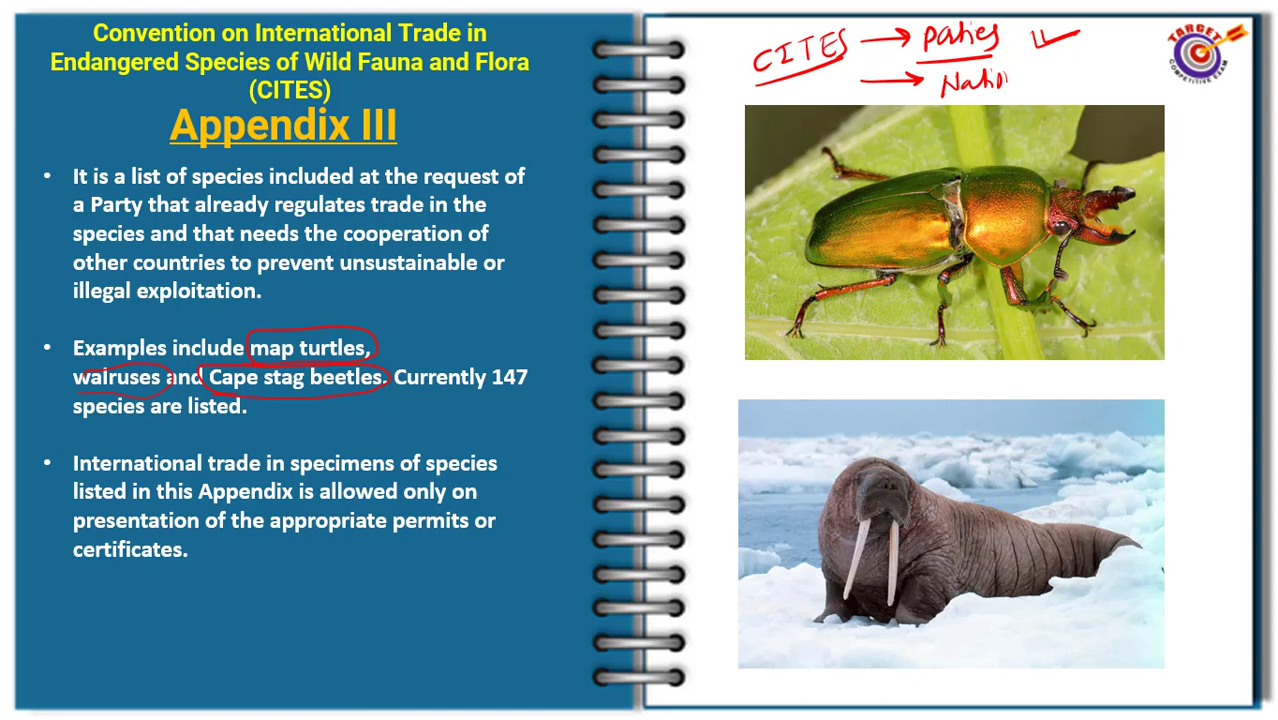 Convention on International Trade in
Endangered Species of Wild Fauna and Flora
(CITES)
Appendix III
• It is a list of species included at the request of
a Party that already regulates trade in the
species and that needs the cooperation of
other countries to prevent unsustainable or
illegal exploitation.
• Examples include map turtles,
walruses and Cape stag beetles. Currently 147
species are listed.
• International trade in specimens of species
listed in this Appendix is allowed only on
presentation of the appropriate permits or
certificates.
CITES → paties
→ Natio
TARGET
COMPETITIVE EXAM